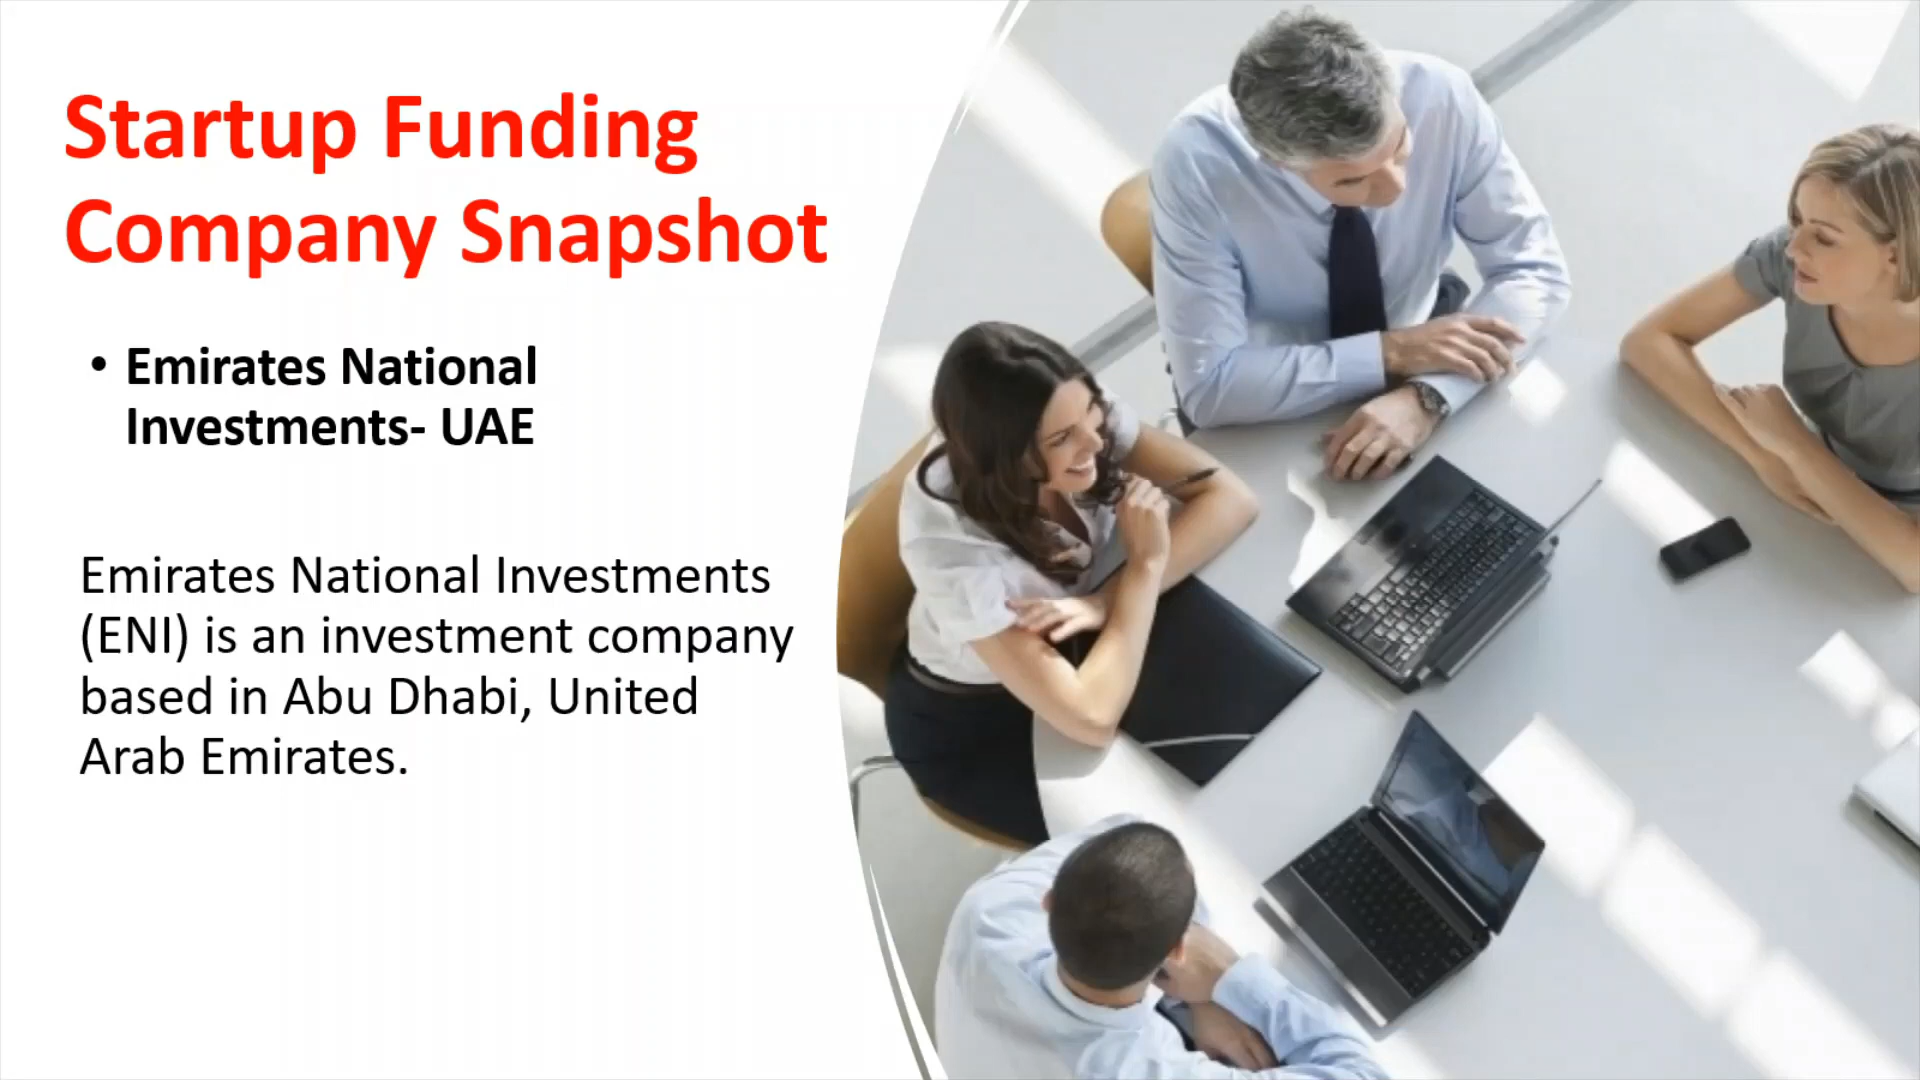 Startup Funding
Company Snapshot
• Emirates National
Investments- UAE
Emirates National Investments
(ENI) is an investment company
based in Abu Dhabi, United
Arab Emirates.